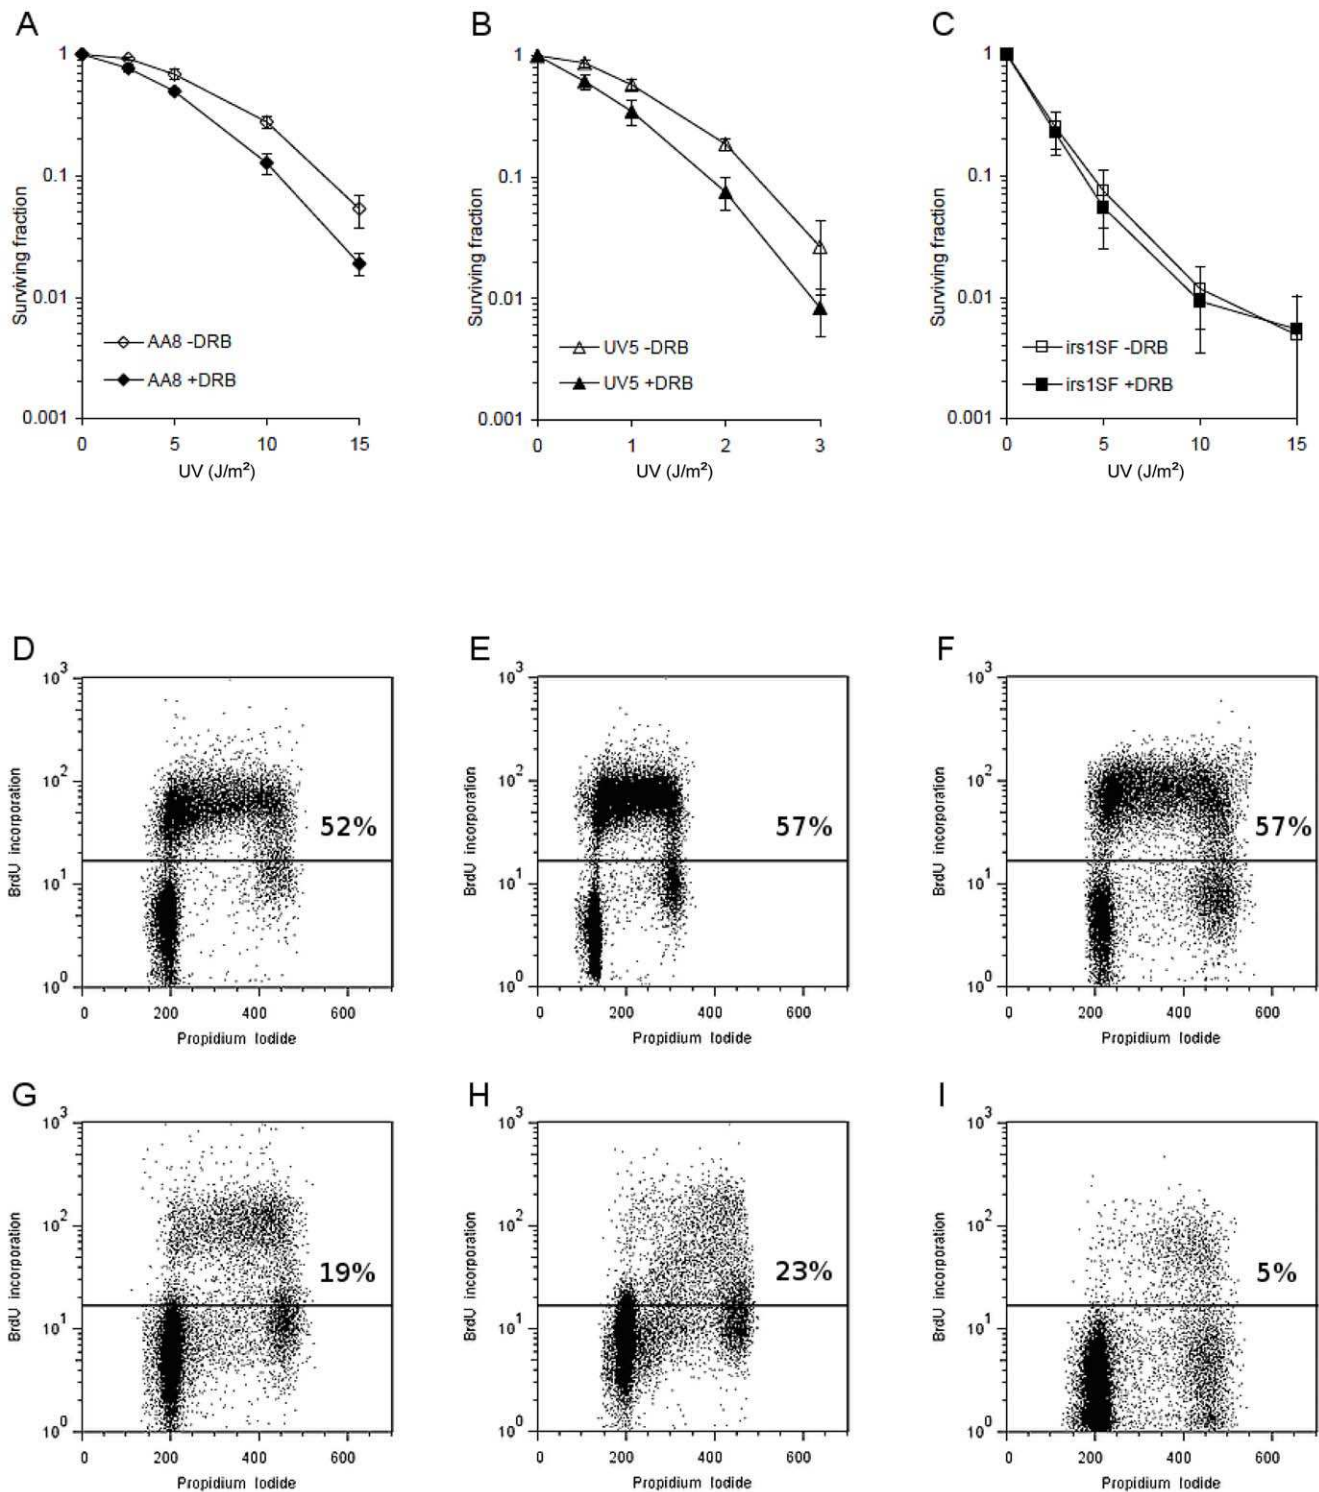 A
B
C
1
0.1
0.01
0.001
Surviving fraction
AA8 -DRB
AA8 +DRB
0 5 10 15
UV (J/m²)
1
0.1
0.01
0.001
Surviving fraction
UV5 -DRB
UV5 +DRB
0 1 2 3
UV (J/m²)
1
0.1
0.01
0.001
Surviving fraction
irs1SF -DRB
irs1SF +DRB
0 5 10 15
UV (J/m²)
D
10³
10²
10¹
10⁰
BrdU incorporation
52%
0 200 400 600
Propidium Iodide
E
10³
10²
10¹
10⁰
BrdU incorporation
57%
0 200 400 600
Propidium Iodide
F
10³
10²
10¹
10⁰
BrdU incorporation
57%
0 200 400 600
Propidium Iodide
G
10³
10²
10¹
10⁰
BrdU incorporation
19%
0 200 400 600
Propidium Iodide
H
10³
10²
10¹
10⁰
BrdU incorporation
23%
0 200 400 600
Propidium Iodide
I
10³
10²
10¹
10⁰
BrdU incorporation
5%
0 200 400 600
Propidium Iodide